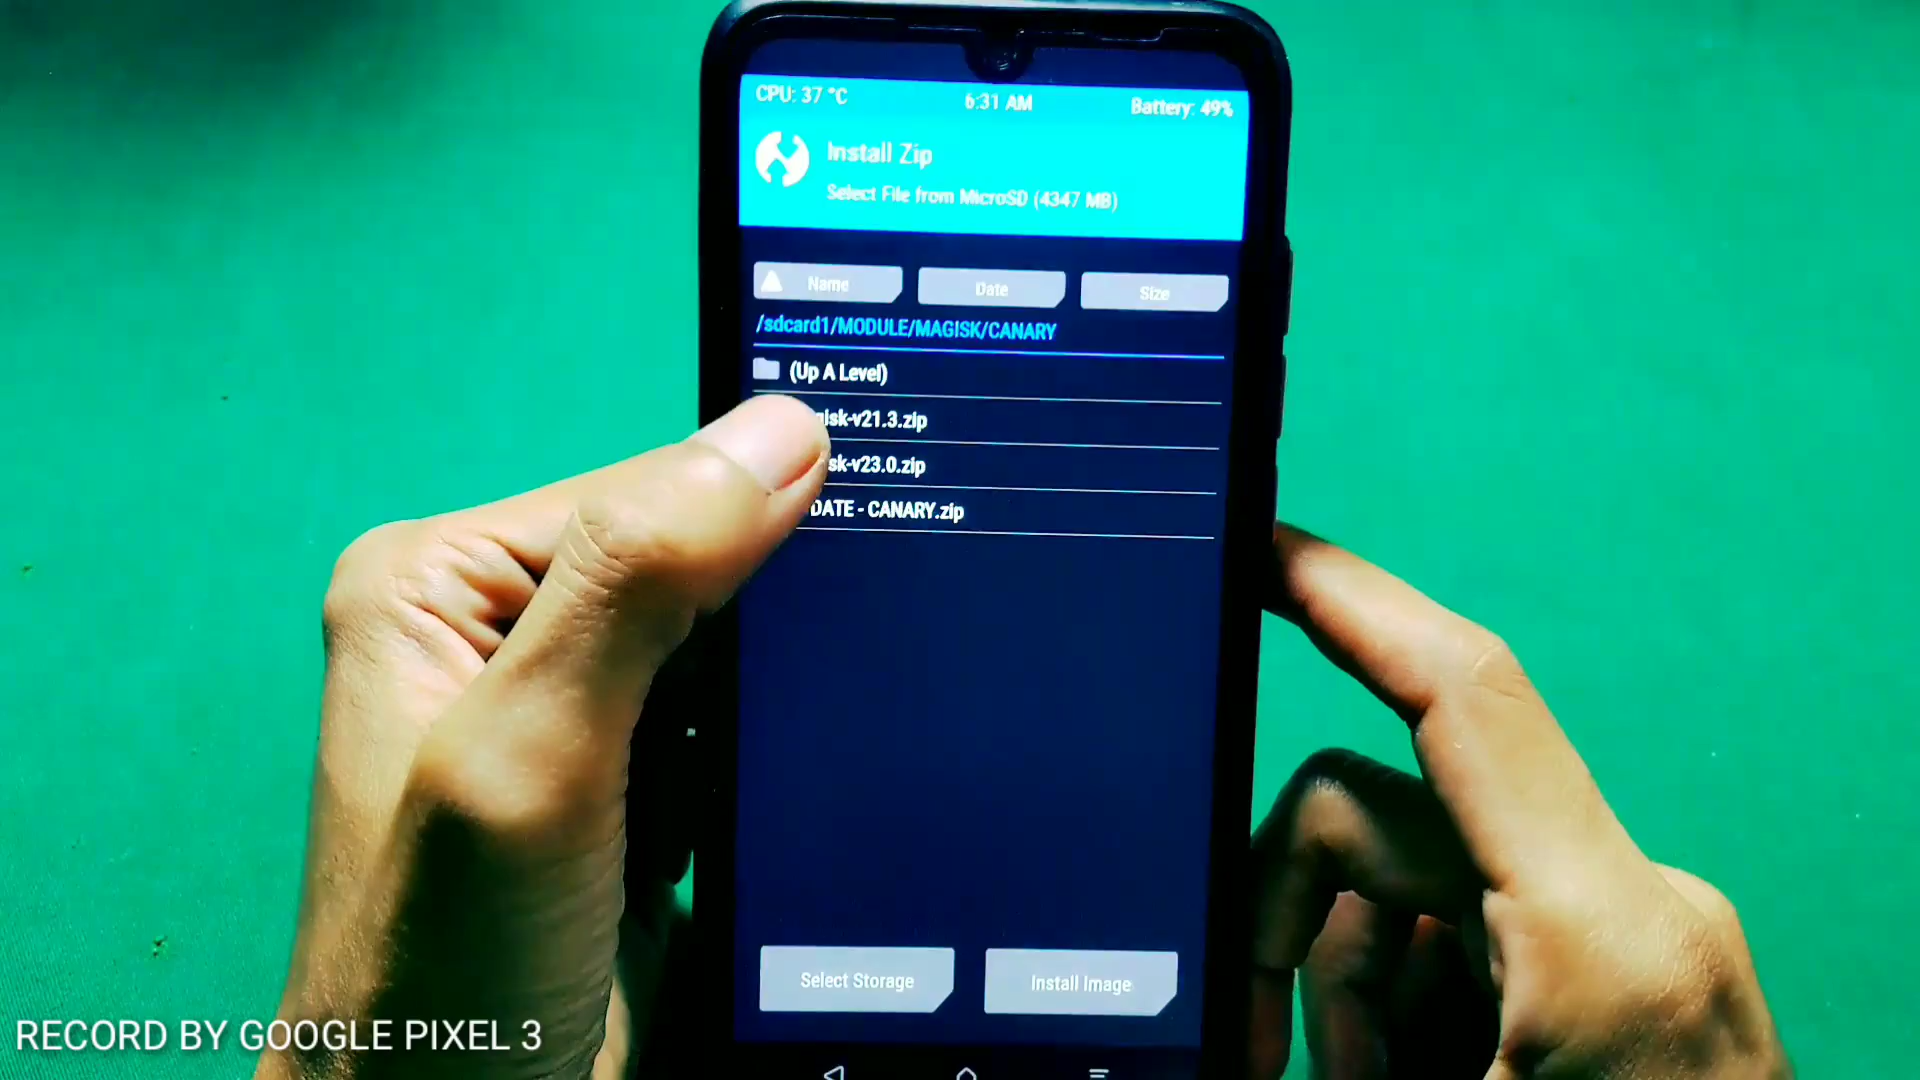 CPU: 37 °C
6:31 AM
Battery: 49%
Install Zip
Select File from MicroSD (4347 MB)
Name
Date
Size
/sdcard1/MODULE/MAGISK/CANARY
(Up A Level)
gisk-v21.3.zip
sk-v23.0.zip
DATE - CANARY.zip
Select Storage
Install Image
RECORD BY GOOGLE PIXEL 3